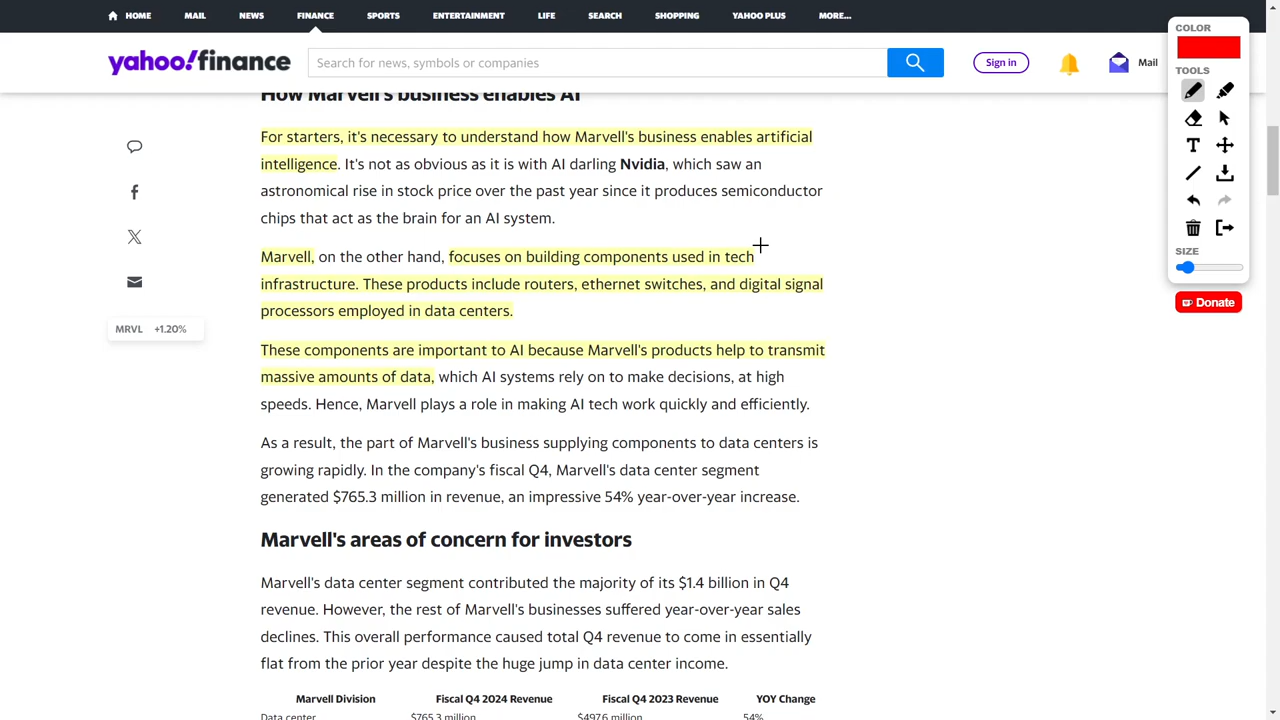 HOME MAIL NEWS FINANCE SPORTS ENTERTAINMENT LIFE SEARCH SHOPPING YAHOO PLUS MORE...
yahoo!finance
Search for news, symbols or companies
Sign in
Mail
COLOR
TOOLS
SIZE
Donate
How Marvell's business enables AI
For starters, it's necessary to understand how Marvell's business enables artificial
intelligence. It's not as obvious as it is with AI darling Nvidia, which saw an
astronomical rise in stock price over the past year since it produces semiconductor
chips that act as the brain for an AI system.
Marvell, on the other hand, focuses on building components used in tech
infrastructure. These products include routers, ethernet switches, and digital signal
processors employed in data centers.
MRVL +1.20%
These components are important to AI because Marvell's products help to transmit
massive amounts of data, which AI systems rely on to make decisions, at high
speeds. Hence, Marvell plays a role in making AI tech work quickly and efficiently.
As a result, the part of Marvell's business supplying components to data centers is
growing rapidly. In the company's fiscal Q4, Marvell's data center segment
generated $765.3 million in revenue, an impressive 54% year-over-year increase.
Marvell's areas of concern for investors
Marvell's data center segment contributed the majority of its $1.4 billion in Q4
revenue. However, the rest of Marvell's businesses suffered year-over-year sales
declines. This overall performance caused total Q4 revenue to come in essentially
flat from the prior year despite the huge jump in data center income.
Marvell Division Fiscal Q4 2024 Revenue Fiscal Q4 2023 Revenue YOY Change
Data center $765.3 million $497.6 million 54%